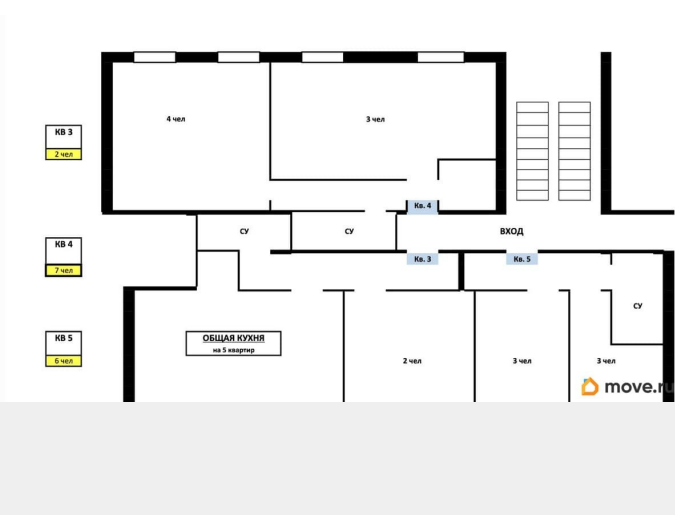 4 чел
3 чел
КВ 3
2 чел
Кв. 4
СУ
СУ
ВХОД
КВ 4
7 чел
Кв. 3
Кв. 5
СУ
КВ 5
6 чел
ОБЩАЯ КУХНЯ
на 5 квартир
2 чел
3 чел
3 чел
move.ru